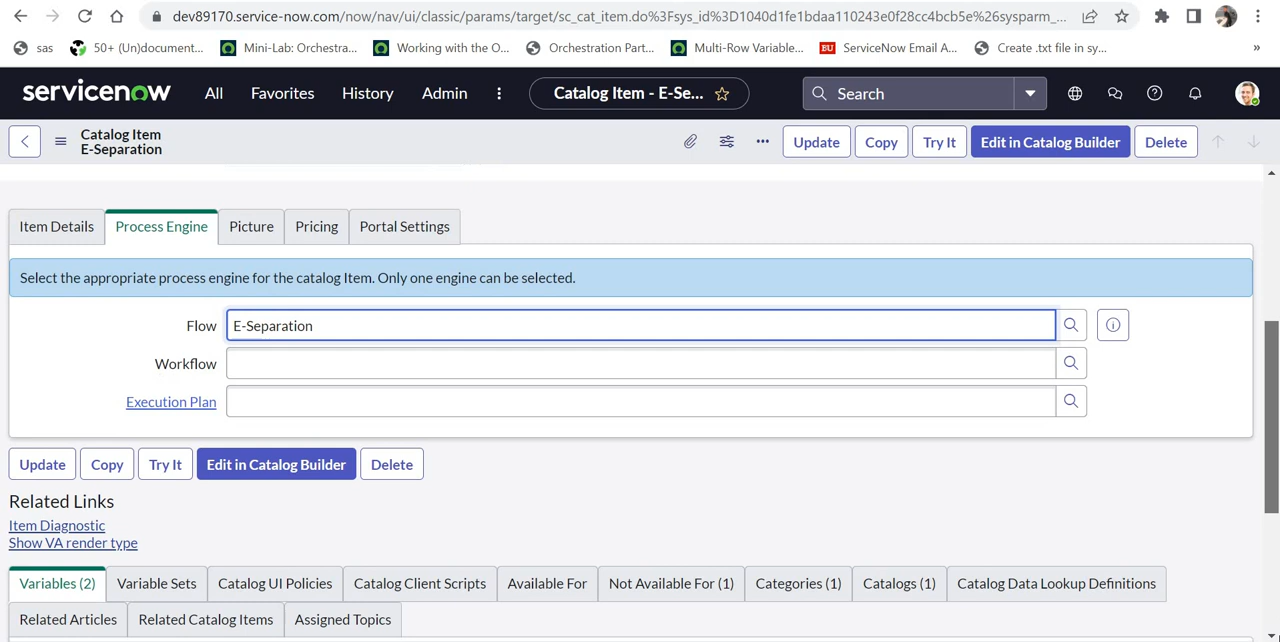 dev89170.service-now.com/now/nav/ui/classic/params/target/sc_cat_item.do%3Fsys_id%3D1040d1fe1bdaa110243e0f28cc4bcb5e%26sysparm_...
sas 50+ (Un)document... Mini-Lab: Orchestra... Working with the O... Orchestration Part... Multi-Row Variable... BU ServiceNow Email A... Create .txt file in sy... »
servicenow All Favorites History Admin Catalog Item - E-Se... Search
Catalog Item
E-Separation
Update Copy Try It Edit in Catalog Builder Delete
Item Details Process Engine Picture Pricing Portal Settings
Select the appropriate process engine for the catalog Item. Only one engine can be selected.
Flow E-Separation
Workflow
Execution Plan
Update Copy Try It Edit in Catalog Builder Delete
Related Links
Item Diagnostic
Show VA render type
Variables (2) Variable Sets Catalog UI Policies Catalog Client Scripts Available For Not Available For (1) Categories (1) Catalogs (1) Catalog Data Lookup Definitions
Related Articles Related Catalog Items Assigned Topics